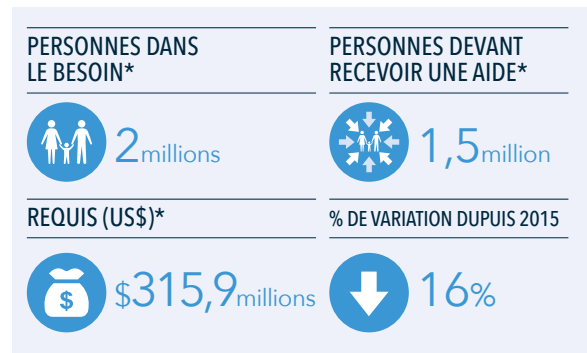 PERSONNES DANS
LE BESOIN*
2millions
PERSONNES DEVANT
RECEVOIR UNE AIDE*
1,5million
REQUIS (US$)*
$
$315,9millions
% DE VARIATION DUPUIS 2015
16%